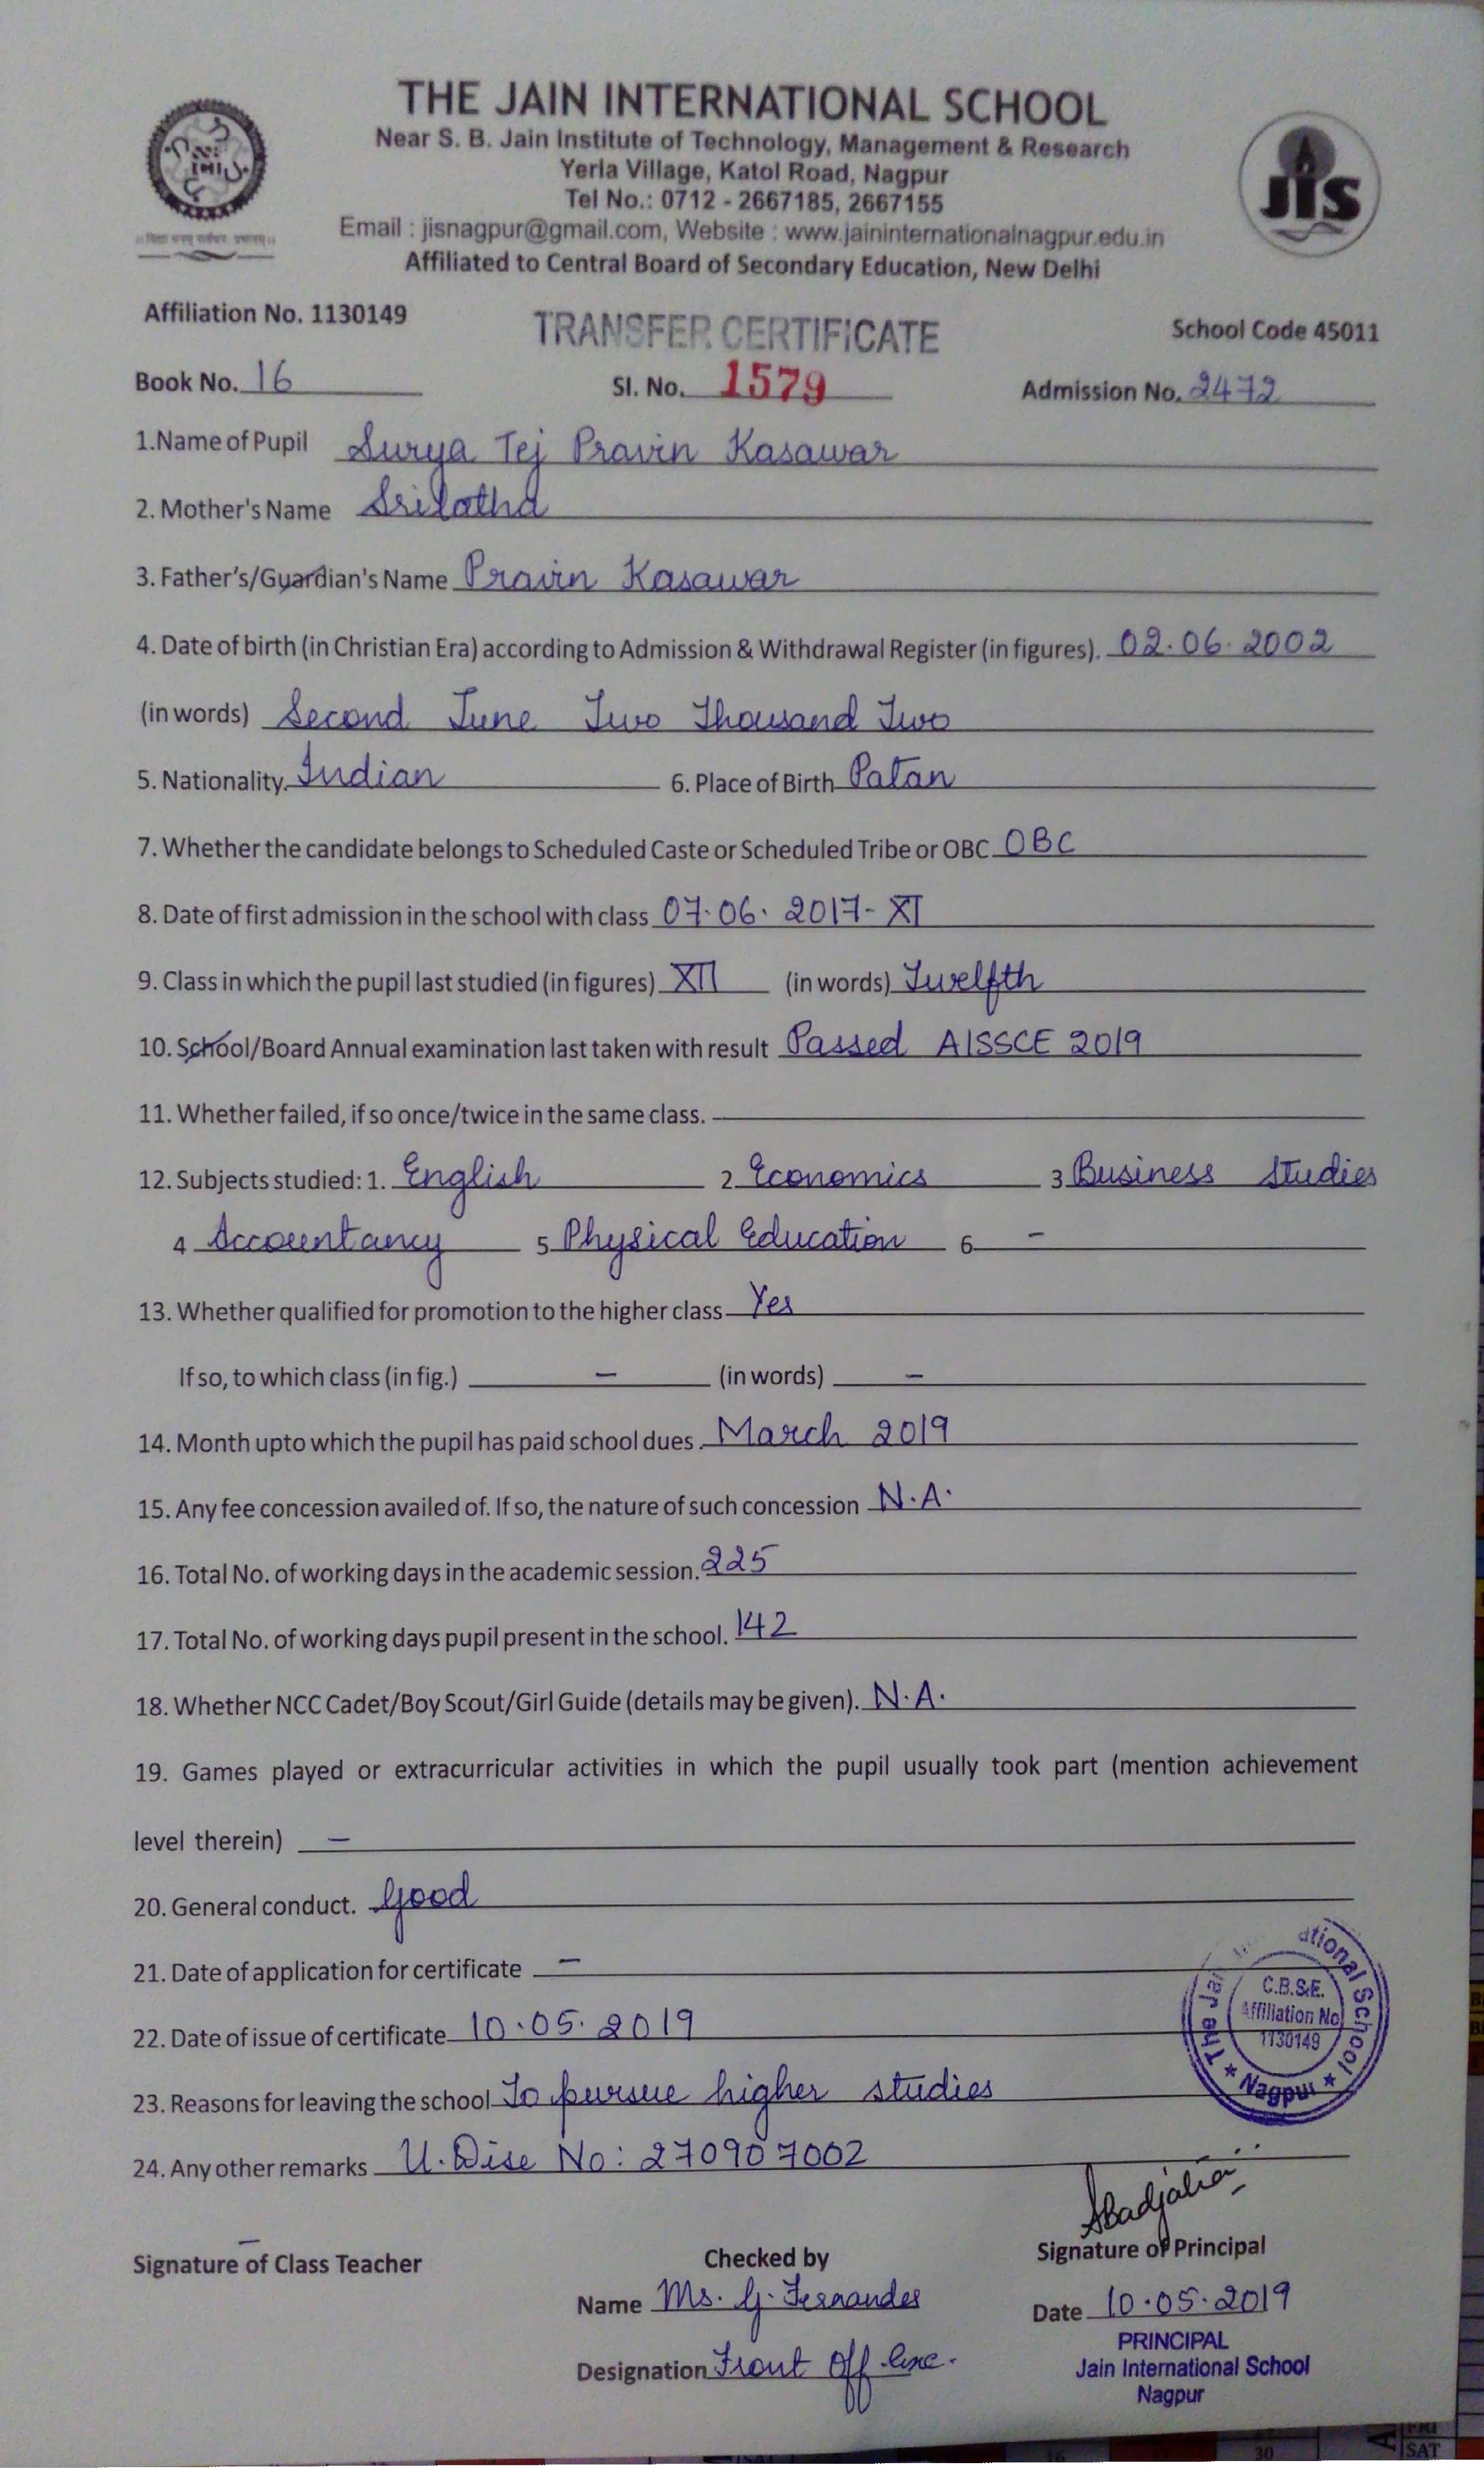 THE JAIN INTERNATIONAL SCHOOL
Near S. B. Jain Institute of Technology, Management & Research
Yerla Village, Katol Road, Nagpur
Tel No.: 0712 - 2667185, 2667155
Email : jisnagpur@gmail.com, Website : www.jaininternationalnagpur.edu.in
Affiliated to Central Board of Secondary Education, New Delhi
JIS
Affiliation No. 1130149 TRANSFER CERTIFICATE School Code 45011
Book No. 16 Sl. No. 1579 Admission No. 2472
1.Name of Pupil Surya Tej Pravin Kasawar
2. Mother's Name Srilatha
3. Father's/Guardian's Name Pravin Kasawar
4. Date of birth (in Christian Era) according to Admission & Withdrawal Register (in figures). 02.06.2002
(in words) Second June Two Thousand Two
5. Nationality. Indian 6. Place of Birth Patan
7. Whether the candidate belongs to Scheduled Caste or Scheduled Tribe or OBC OBC
8. Date of first admission in the school with class 07.06.2017- XI
9. Class in which the pupil last studied (in figures) XII (in words) Twelfth
10. School/Board Annual examination last taken with result Passed AISSCE 2019
11. Whether failed, if so once/twice in the same class.
12. Subjects studied: 1. English 2 Economics 3 Business Studies
4 Accountancy 5 Physical Education 6 -
13. Whether qualified for promotion to the higher class Yes
If so, to which class (in fig.) - (in words) -
14. Month upto which the pupil has paid school dues. March 2019
15. Any fee concession availed of. If so, the nature of such concession N.A.
16. Total No. of working days in the academic session. 225
17. Total No. of working days pupil present in the school. 142
18. Whether NCC Cadet/Boy Scout/Girl Guide (details may be given). N.A.
19. Games played or extracurricular activities in which the pupil usually took part (mention achievement
level therein) -
20. General conduct. Good
21. Date of application for certificate -
22. Date of issue of certificate 10.05.2019
23. Reasons for leaving the school To pursue higher studies
24. Any other remarks U.Dise No: 270907002
C.B.S.E.
Affiliation No
1130149
School ★ Nagpur ★ The
Signature of Class Teacher Checked by Signature of Principal
Name Ms. G. Fernandes Date 10.05.2019
Designation Front Off. Exc.
PRINCIPAL
Jain International School
Nagpur
FRI
SAT
30